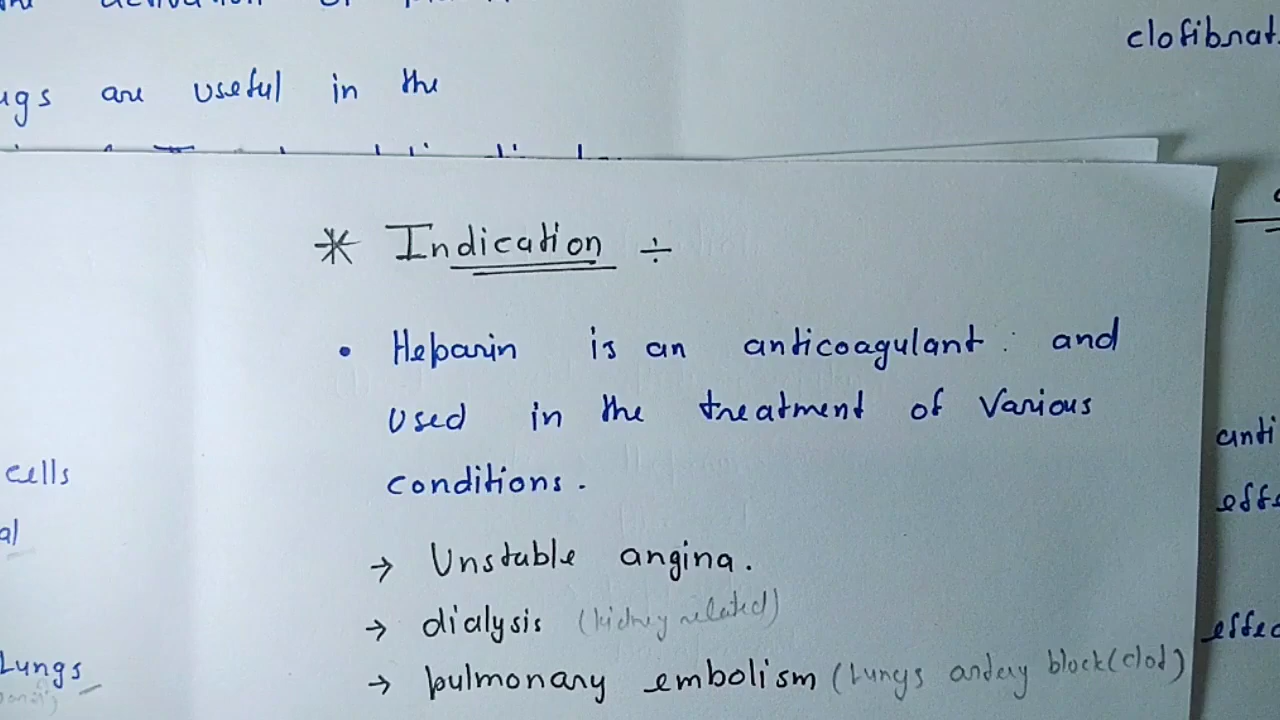 are useful in the
clofibrat
* Indication ÷
• Heparin is an anticoagulant and
used in the treatment of Various
conditions.
→ Unstable angina.
→ dialysis (kidney related)
→ pulmonary embolism (Lungs artery block (clot)
cells
al
Lungs
anti
effe
effec